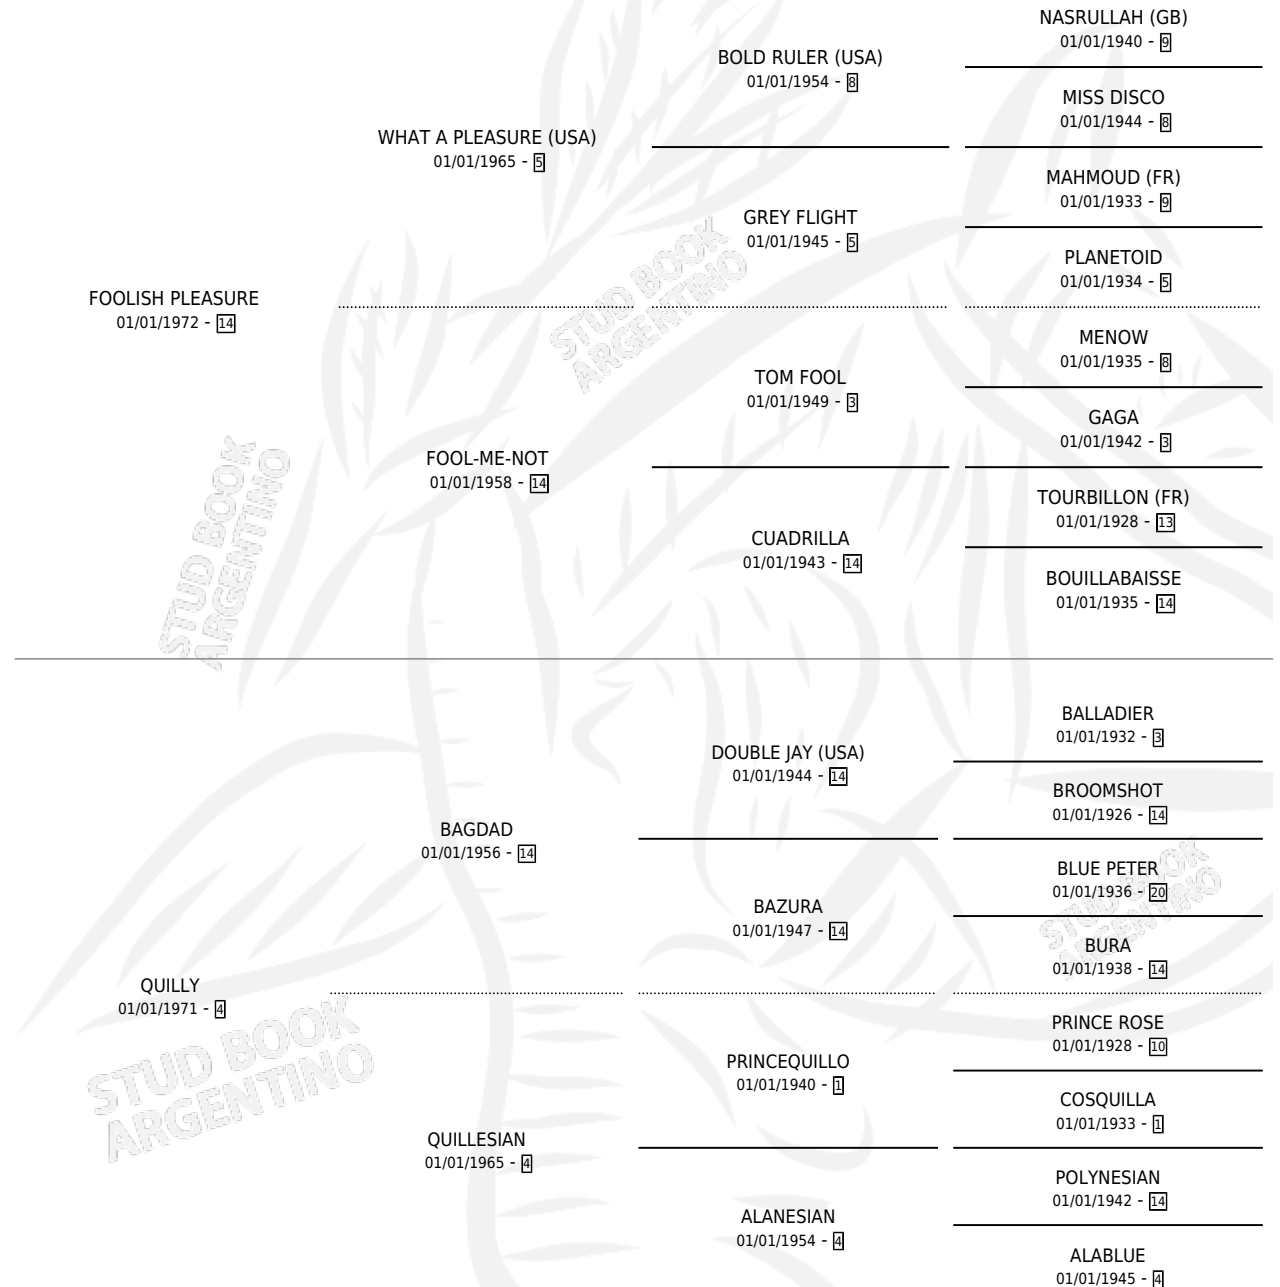 NASRULLAH (GB)
01/01/1940 - 9
BOLD RULER (USA)
01/01/1954 - 8
MISS DISCO
01/01/1944 - 8
WHAT A PLEASURE (USA)
01/01/1965 - 5
MAHMOUD (FR)
01/01/1933 - 9
GREY FLIGHT
01/01/1945 - 5
PLANETOID
01/01/1934 - 5
FOOLISH PLEASURE
01/01/1972 - 14
MENOW
01/01/1935 - 8
TOM FOOL
01/01/1949 - 3
GAGA
01/01/1942 - 3
FOOL-ME-NOT
01/01/1958 - 14
TOURBILLON (FR)
01/01/1928 - 13
CUADRILLA
01/01/1943 - 14
BOUILLABAISSE
01/01/1935 - 14
STUD BOOK
ARGENTINO
STUD BOOK
ARGENTINO
BALLADIER
01/01/1932 - 3
DOUBLE JAY (USA)
01/01/1944 - 14
BROOMSHOT
01/01/1926 - 14
BAGDAD
01/01/1956 - 14
BLUE PETER
01/01/1936 - 20
BAZURA
01/01/1947 - 14
BURA
01/01/1938 - 14
STUD BOOK
ARGENTINO
QUILLY
01/01/1971 - 4
PRINCE ROSE
01/01/1928 - 10
PRINCEQUILLO
01/01/1940 - 1
COSQUILLA
01/01/1933 - 1
QUILLESIAN
01/01/1965 - 4
POLYNESIAN
01/01/1942 - 14
ALANESIAN
01/01/1954 - 4
ALABLUE
01/01/1945 - 4
STUD BOOK
ARGENTINO